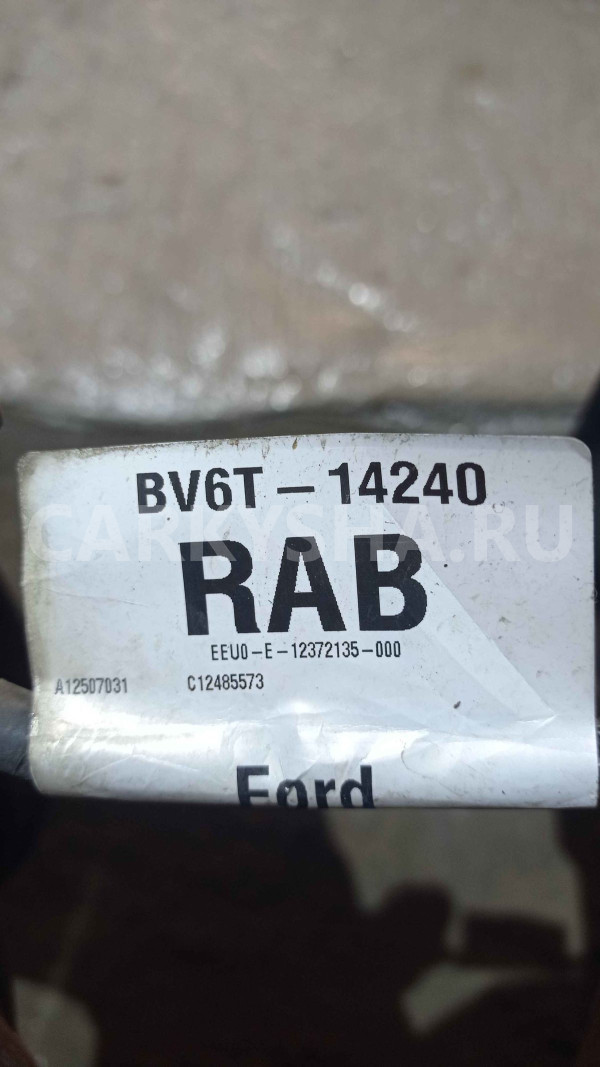 BV6T-14240
CARKYSHA.RU
RAB
EEU0-E-12372135-000
A12507031 C12485573
Ford